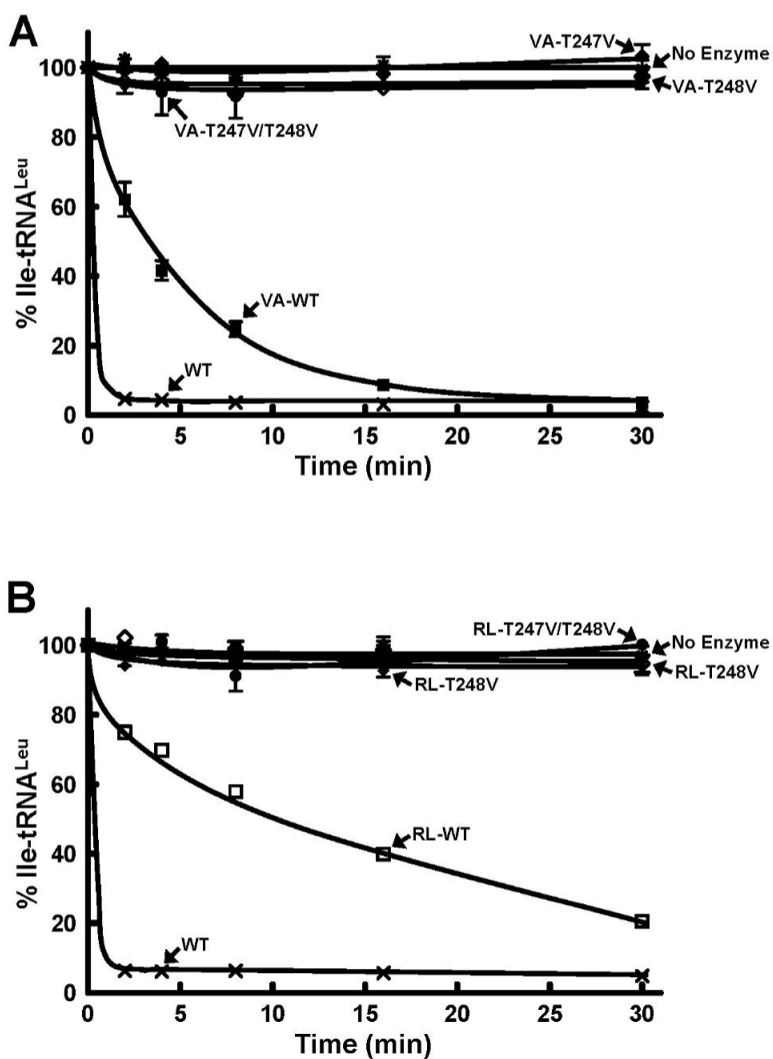 A
100
80
60
40
20
0
% Ile-tRNALeu
VA-T247V
No Enzyme
VA-T248V
VA-T247V/T248V
VA-WT
WT
0 5 10 15 20 25 30
Time (min)
B
100
80
60
40
20
0
% Ile-tRNALeu
RL-T247V/T248V
No Enzyme
RL-T248V
RL-T248V
RL-WT
WT
0 5 10 15 20 25 30
Time (min)